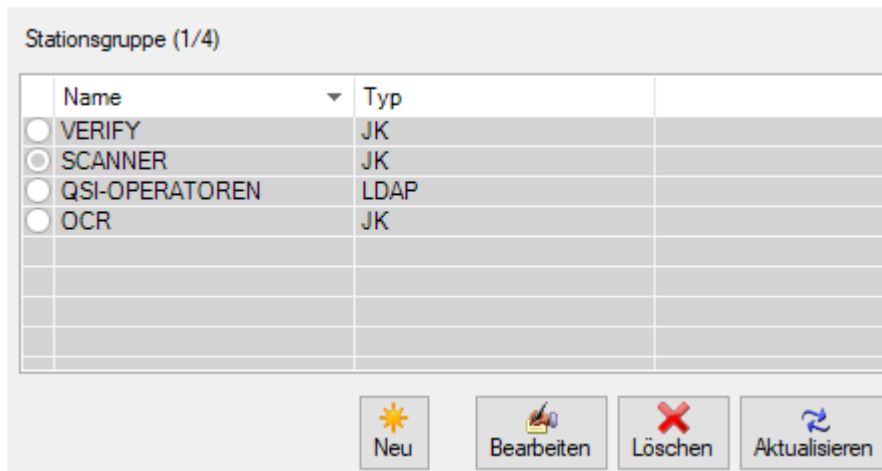 Stationsgruppe (1/4)
Name Typ
VERIFY JK
SCANNER JK
QSI-OPERATOREN LDAP
OCR JK
Neu Bearbeiten Löschen Aktualisieren